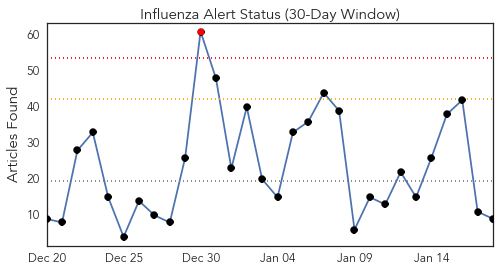 Influenza Alert Status (30-Day Window)
Articles Found
60
50
40
30
20
10
Dec 20
Dec 25
Dec 30
Jan 04
Jan 09
Jan 14